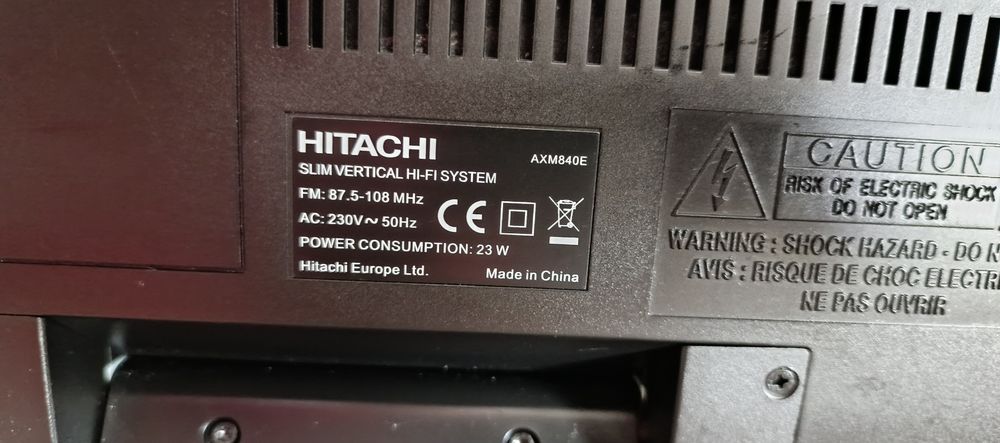 HITACHI
AXM840E
SLIM VERTICAL HI-FI SYSTEM
FM: 87.5-108 MHz
AC: 230V~ 50Hz
CE
POWER CONSUMPTION: 23 W
Hitachi Europe Ltd.
Made in China
CAUTION
RISK OF ELECTRIC SHOCK
DO NOT OPEN
WARNING : SHOCK HAZARD - DO
AVIS : RISQUE DE CHOC
NE PAS OUVRIR